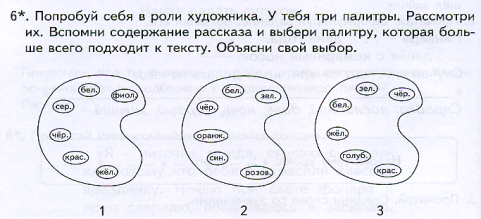 6*. Попробуй себя в роли художника. У тебя три палитры. Рассмотри
их. Вспомни содержание рассказа и выбери палитру, которая боль-
ше всего подходит к тексту. Объясни свой выбор.
бел.
фиол.
сер.
чёр.
крас.
жёл.
1
бел.
зел.
чёр.
оранж.
син.
розов.
2
зел.
чёр.
бел.
жёл.
голуб.
крас.
3